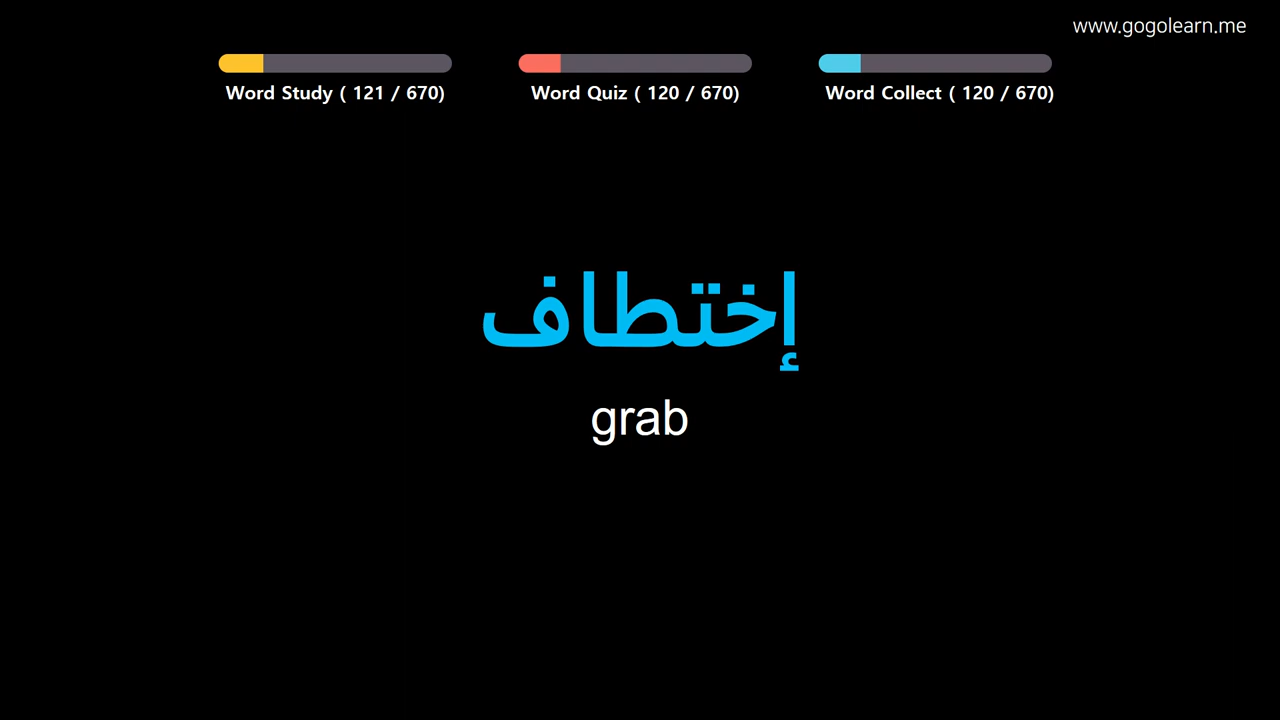 www.gogolearn.me
Word Study ( 121 / 670)
Word Quiz ( 120 / 670)
Word Collect ( 120 / 670)
إختطاف
grab